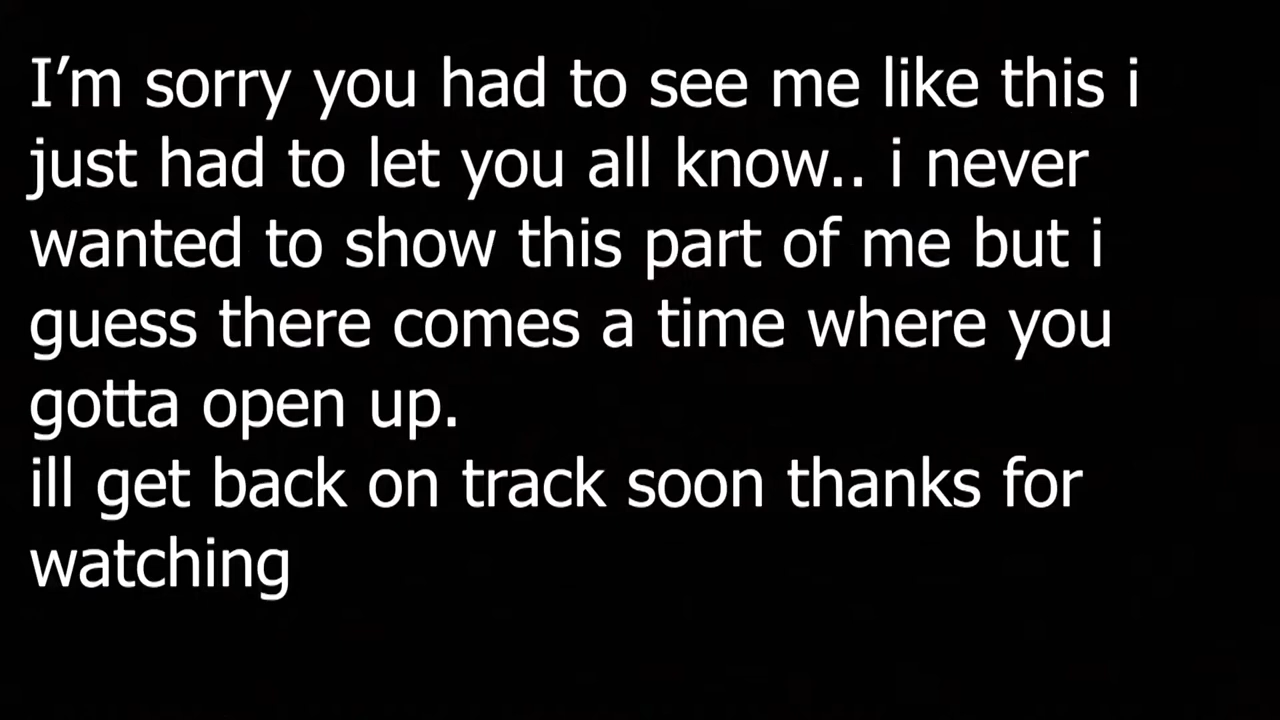 I’m sorry you had to see me like this i
just had to let you all know.. i never
wanted to show this part of me but i
guess there comes a time where you
gotta open up.
ill get back on track soon thanks for
watching